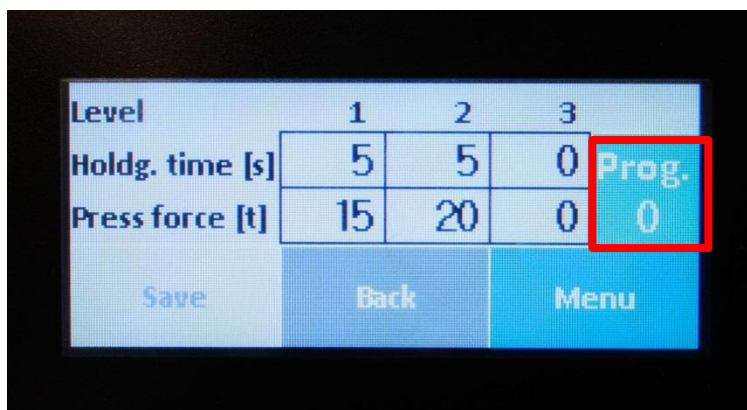 Level 1 2 3
Holdg. time [s] 5 5 0
Press force [t] 15 20 0
Prog.
0
Save Back Menu